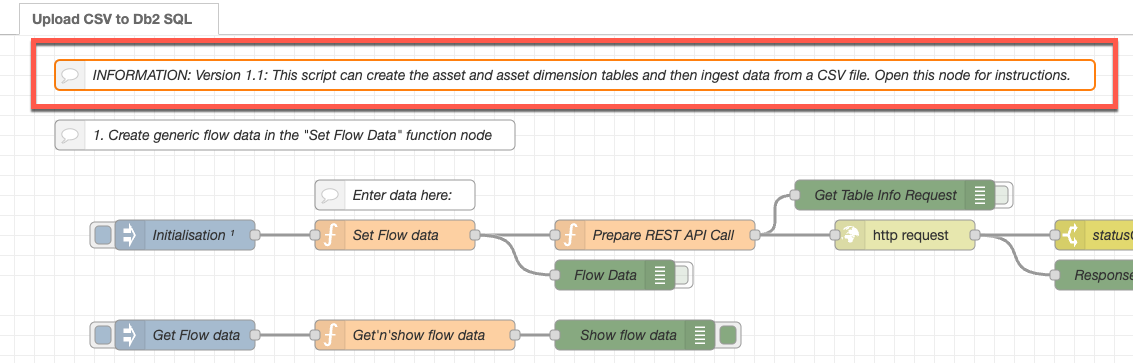 Upload CSV to Db2 SQL
INFORMATION: Version 1.1: This script can create the asset and asset dimension tables and then ingest data from a CSV file. Open this node for instructions.
1. Create generic flow data in the "Set Flow Data" function node
Enter data here:
Get Table Info Request
Initialisation ¹
Set Flow data
Prepare REST API Call
http request
Flow Data
Response
Get Flow data
Get'n'show flow data
Show flow data